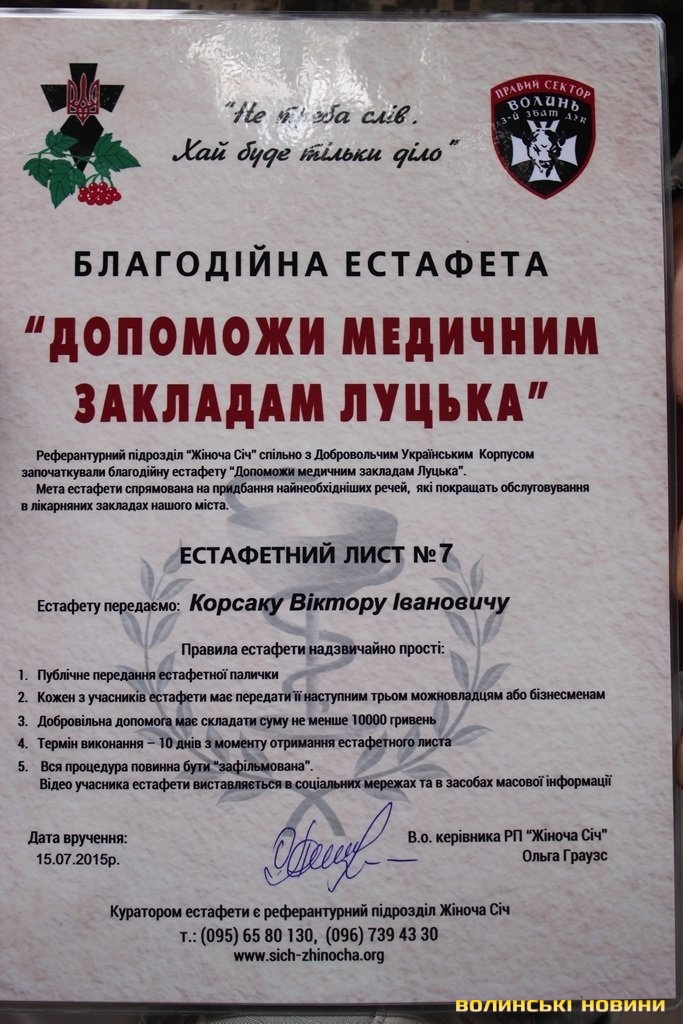 "Не треба слів.
Хай буде тільки діло"
ПРАВИЙ СЕКТОР
ВОЛИНЬ
3-Й ЗБАТ ДУК
БЛАГОДІЙНА ЕСТАФЕТА
"ДОПОМОЖИ МЕДИЧНИМ
ЗАКЛАДАМ ЛУЦЬКА"
Реферантурний підрозділ "Жіноча Січ" спільно з Добровольчим Українським Корпусом
започаткували благодійну естафету "Допоможи медичним закладам Луцька".
Мета естафети спрямована на придбання найнеобхідніших речей, які покращать обслуговування
в лікарняних закладах нашого міста.
ЕСТАФЕТНИЙ ЛИСТ №7
Естафету передаємо: Корсаку Віктору Івановичу
Правила естафети надзвичайно прості:
1. Публічне передання естафетної палички
2. Кожен з учасників естафети має передати її наступним трьом можновладцям або бізнесменам
3. Добровільна допомога має складати суму не менше 10000 гривень
4. Термін виконання – 10 днів з моменту отримання естафетного листа
5. Вся процедура повинна бути "зафільмована".
Відео учасника естафети виставляється в соціальних мережах та в засобах масової інформації
Дата вручення:
15.07.2015р.
В.о. керівника РП "Жіноча Січ"
Ольга Граузс
Куратором естафети є реферантурний підрозділ Жіноча Січ
т.: (095) 65 80 130, (096) 739 43 30
www.sich-zhinocha.org
ВОЛИНСЬКІ НОВИНИ